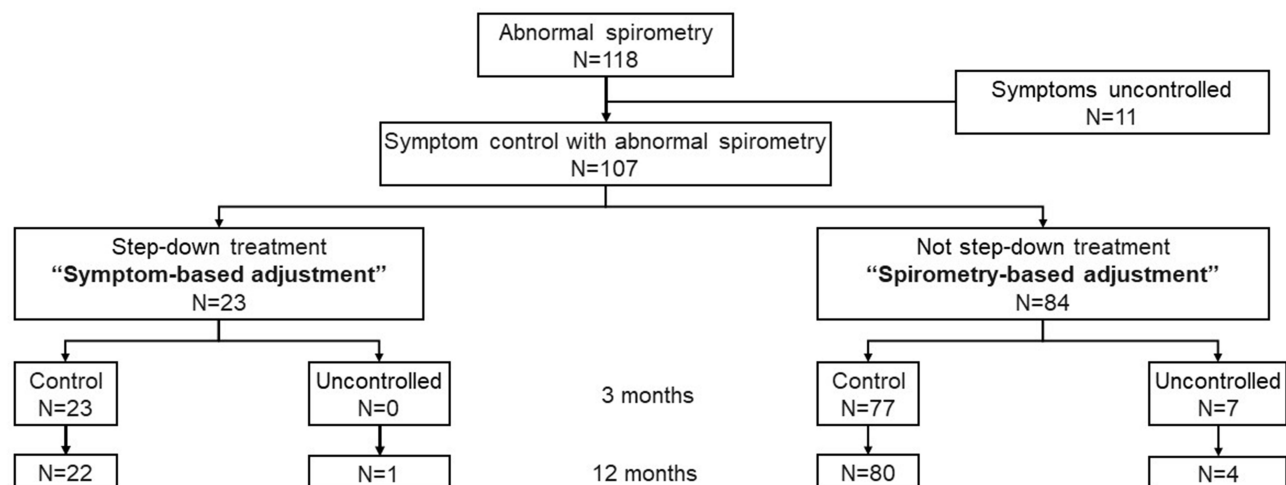 Abnormal spirometry
N=118
Symptoms uncontrolled
N=11
Symptom control with abnormal spirometry
N=107
Step-down treatment
“Symptom-based adjustment”
N=23
Not step-down treatment
“Spirometry-based adjustment”
N=84
Control
N=23
Uncontrolled
N=0
3 months
Control
N=77
Uncontrolled
N=7
N=22
N=1
12 months
N=80
N=4